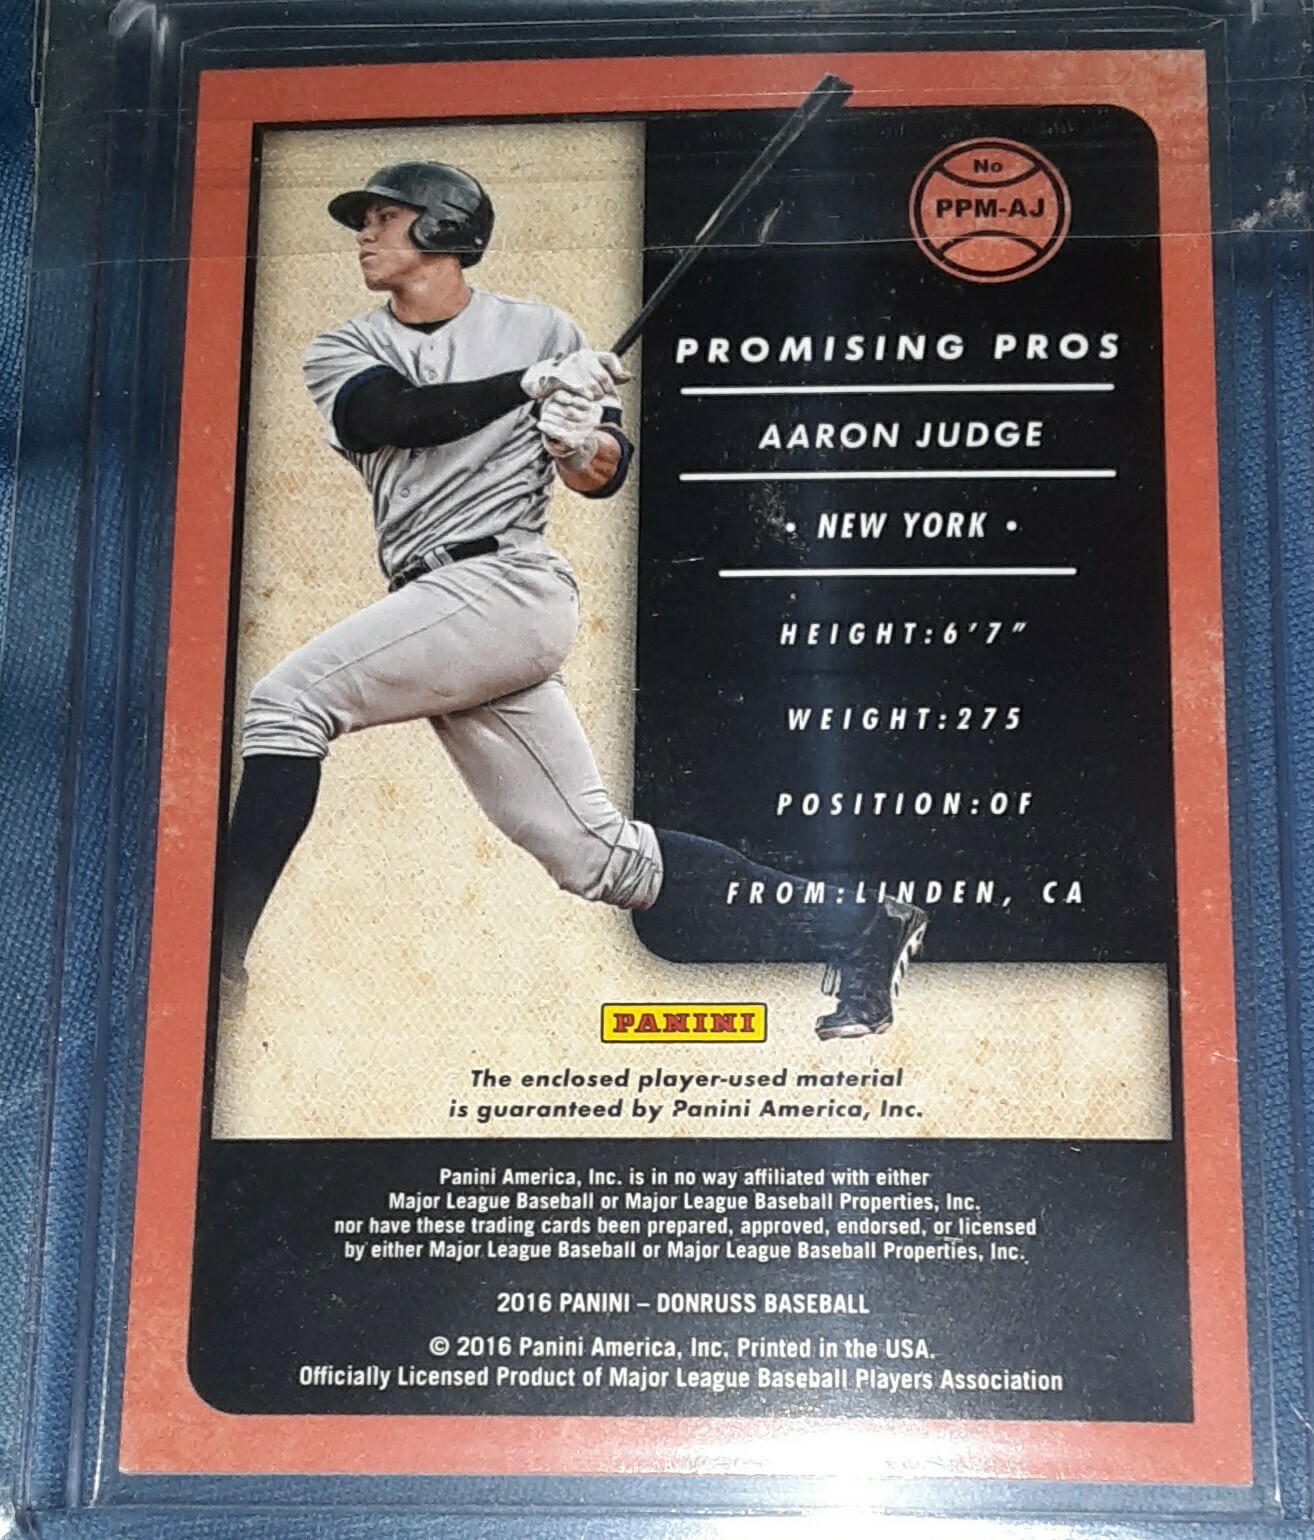 No
PPM-AJ
PROMISING PROS
AARON JUDGE
• NEW YORK •
HEIGHT:6'7"
WEIGHT:275
POSITION:OF
FROM:LINDEN, CA
PANINI
The enclosed player-used material
is guaranteed by Panini America, Inc.
Panini America, Inc. is in no way affiliated with either
Major League Baseball or Major League Baseball Properties, Inc.
nor have these trading cards been prepared, approved, endorsed, or licensed
by either Major League Baseball or Major League Baseball Properties, Inc.
2016 PANINI – DONRUSS BASEBALL
© 2016 Panini America, Inc. Printed in the USA.
Officially Licensed Product of Major League Baseball Players Association